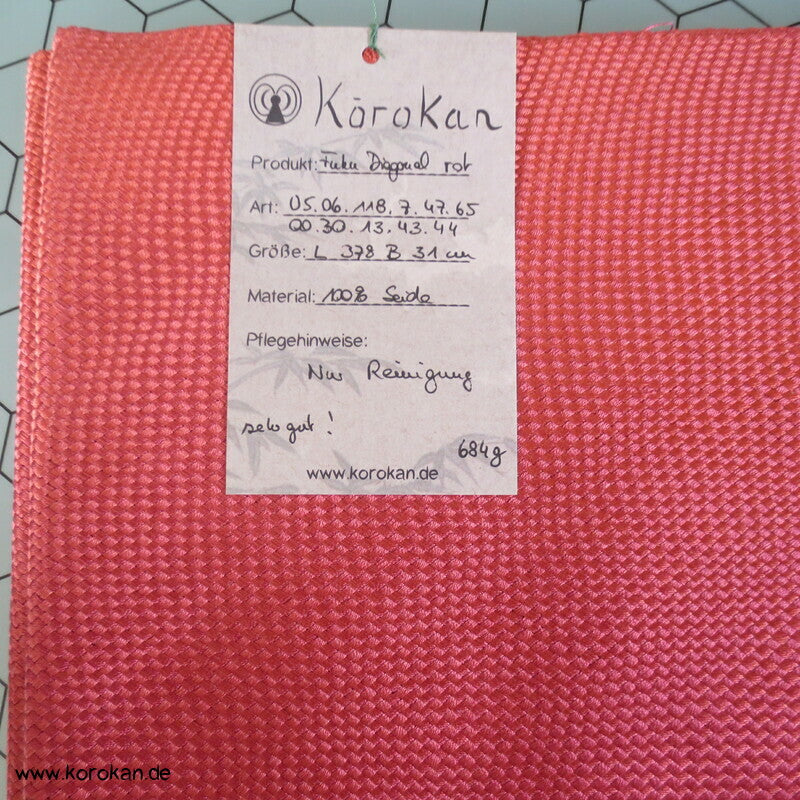 Kōrokan
Produkt: Fuku Diagonal rot
Art: 05.06.118.7.47.65
00.30.13.43.44
Größe: L 378 B 31 cm
Material: 100% Seide
Pflegehinweise:
Nur Reinigung
sehr gut!
684g
www.korokan.de
www.korokan.de